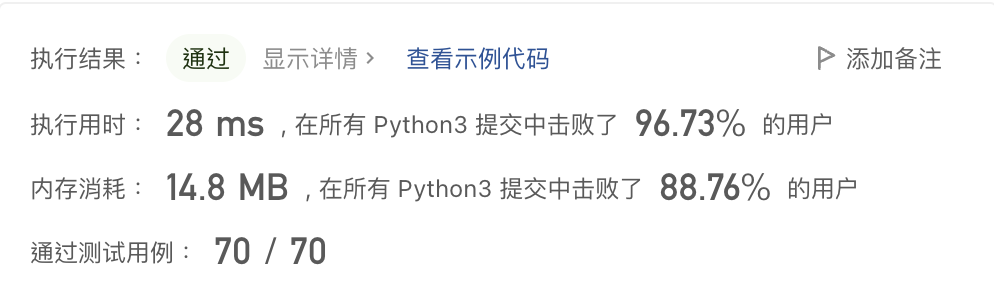 执行结果： 通过 显示详情 > 查看示例代码 添加备注
执行用时： 28 ms , 在所有 Python3 提交中击败了 96.73% 的用户
内存消耗： 14.8 MB , 在所有 Python3 提交中击败了 88.76% 的用户
通过测试用例： 70 / 70